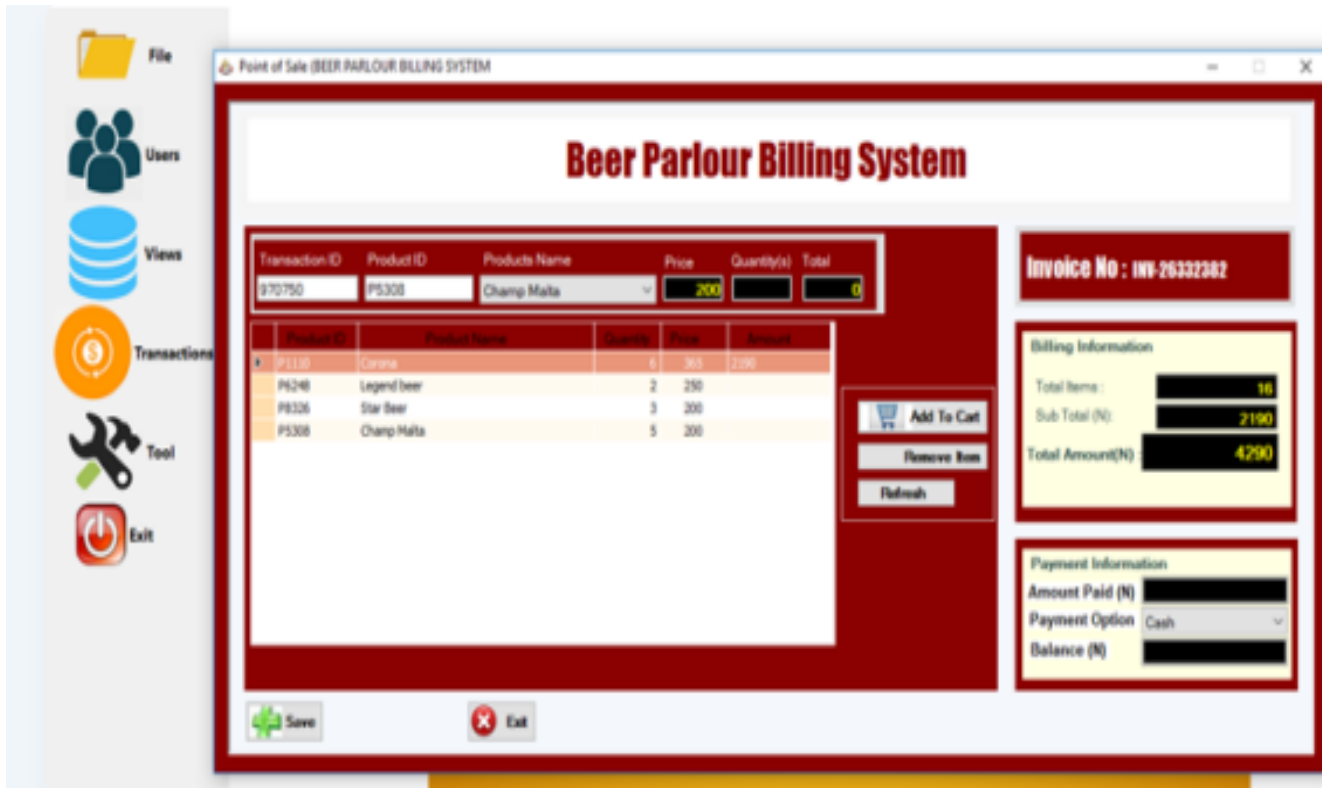 File
Users
Views
Transactions
Tool
Exit
Point of Sale (BEER PARLOUR BILLING SYSTEM
Beer Parlour Billing System
Transaction ID Product ID Products Name Price Quantity(s) Total
970750 P5308 Champ Malta 200 0
Product ID Product Name Quantity Price Amount
P1110 Corona 6 365 2190
P6248 Legend beer 2 250
P8326 Star Beer 3 200
P5308 Champ Malta 5 200
Add To Cart
Remove Item
Refresh
Invoice No : INV-26332382
Billing Information
Total Items : 16
Sub Total (N): 2190
Total Amount(N) : 4290
Payment Information
Amount Paid (N)
Payment Option Cash
Balance (N)
Save
Exit